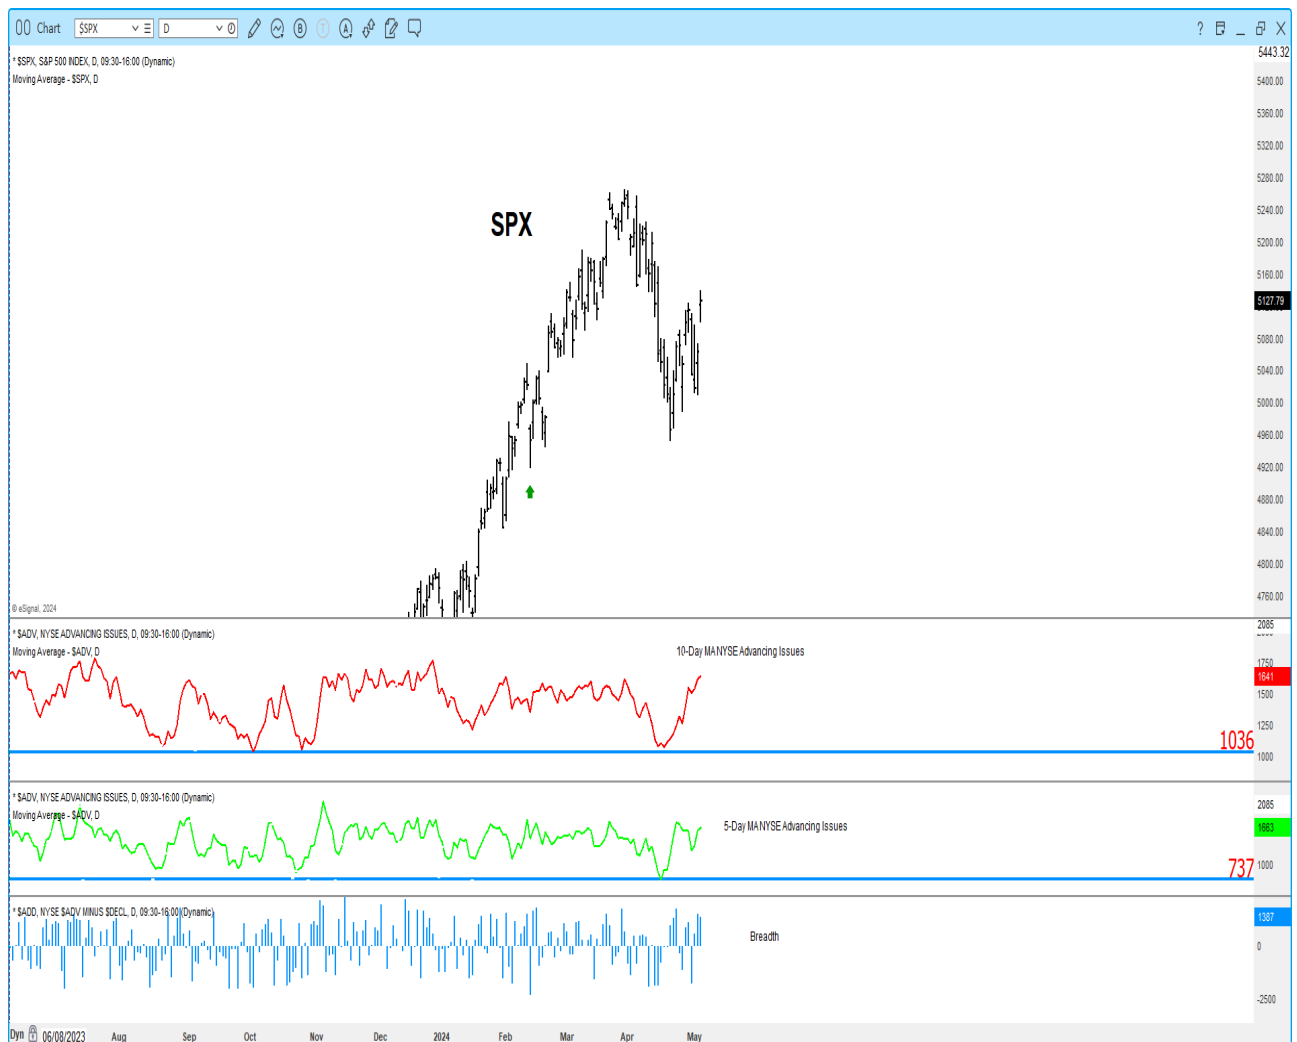 Chart $SPX D
5443.32
* $SPX, S&P 500 INDEX, D, 09:30-16:00 (Dynamic)
Moving Average - $SPX, D
5400.00
5360.00
5320.00
5280.00
5240.00
SPX
5200.00
5160.00
5127.79
5080.00
5040.00
5000.00
4960.00
4920.00
4880.00
4840.00
4800.00
4760.00
© eSignal, 2024
2085
* $ADV, NYSE ADVANCING ISSUES, D, 09:30-16:00 (Dynamic)
Moving Average - $ADV, D
10-Day MA NYSE Advancing Issues
1750
1641
1500
1250
1036
1000
* $ADV, NYSE ADVANCING ISSUES, D, 09:30-16:00 (Dynamic)
2085
Moving Average - $ADV, D
5-Day MA NYSE Advancing Issues
1663
1000
737
* $ADD, NYSE $ADV MINUS $DECL, D, 09:30-16:00 (Dynamic)
1387
Breadth
0
-2500
Dyn 06/08/2023 Aug Sep Oct Nov Dec 2024 Feb Mar Apr May